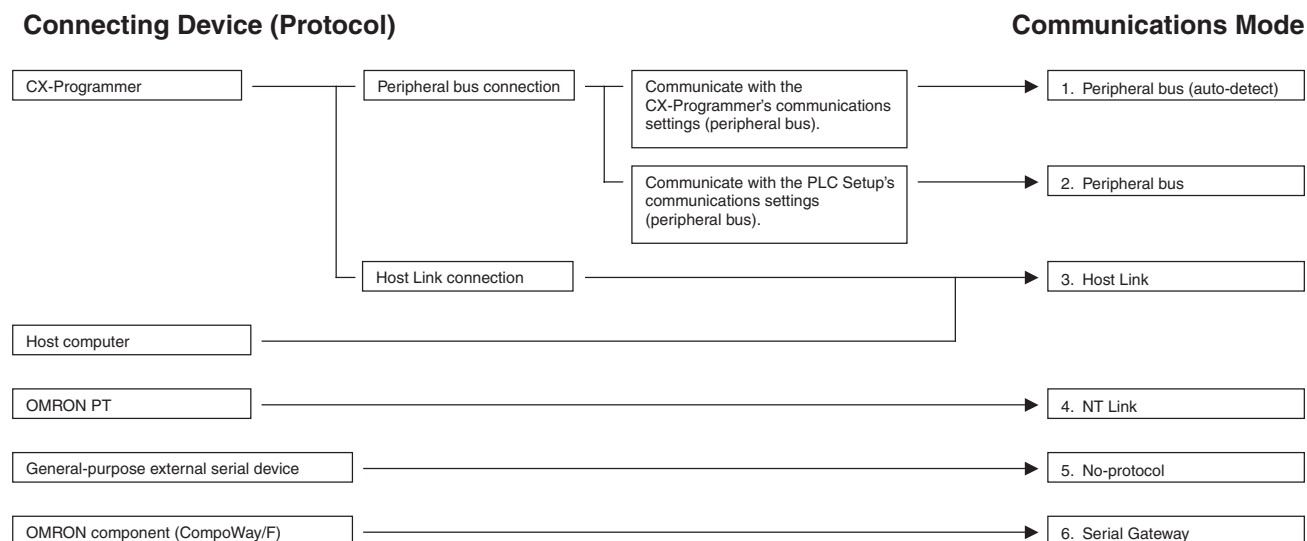 Connecting Device (Protocol)
Communications Mode
CX-Programmer
Peripheral bus connection
Communicate with the
CX-Programmer's communications
settings (peripheral bus).
1. Peripheral bus (auto-detect)
Communicate with the PLC Setup's
communications settings
(peripheral bus).
2. Peripheral bus
Host Link connection
3. Host Link
Host computer
OMRON PT
4. NT Link
General-purpose external serial device
5. No-protocol
OMRON component (CompoWay/F)
6. Serial Gateway